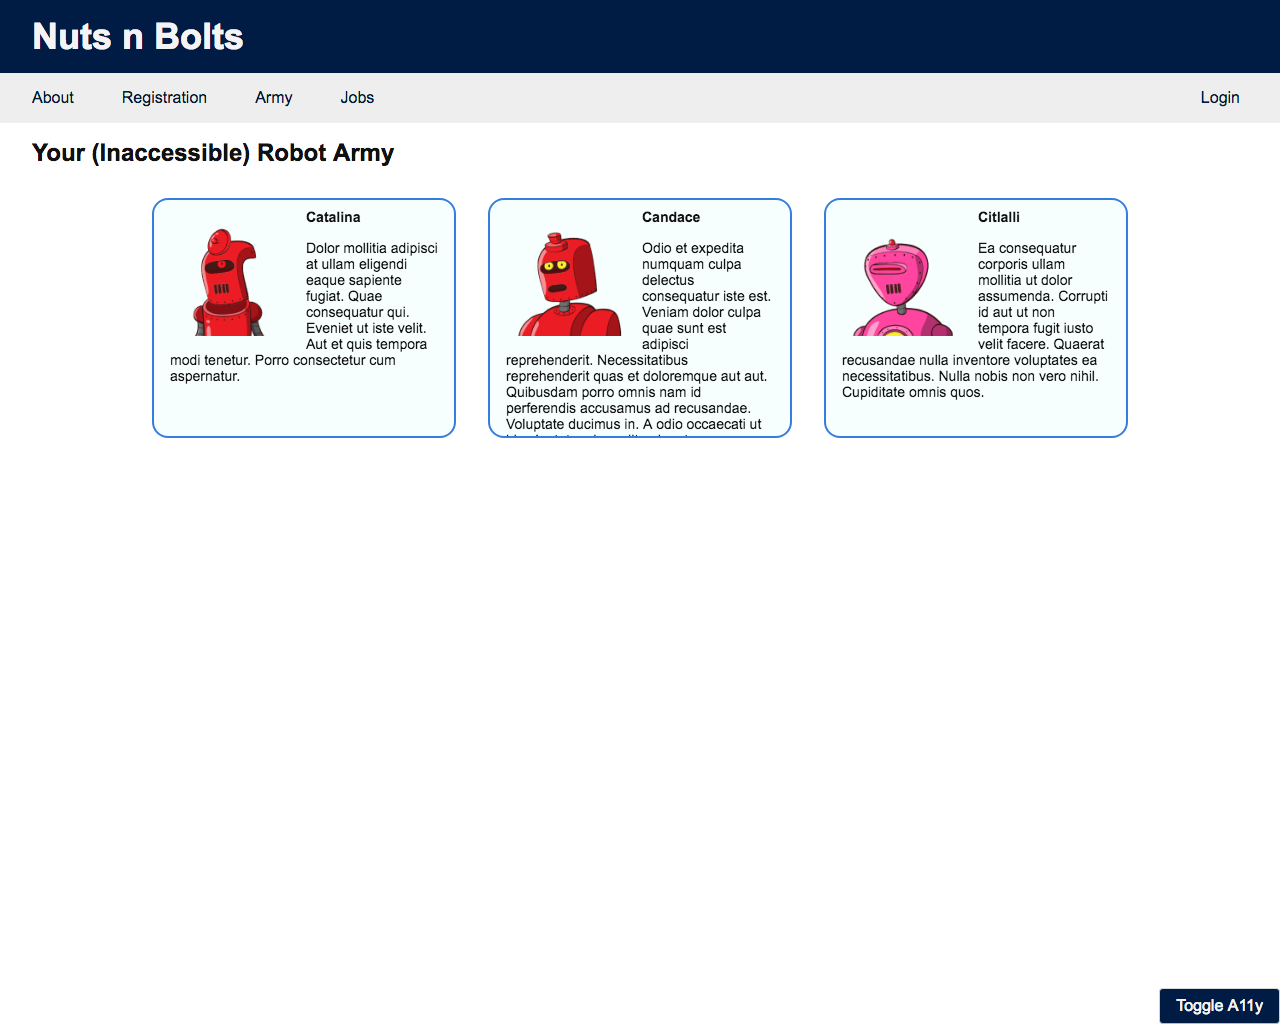 Nuts n Bolts
About Registration Army Jobs Login
Your (Inaccessible) Robot Army
Catalina
Dolor mollitia adipisci
at ullam eligendi
eaque sapiente
fugiat. Quae
consequatur qui.
Eveniet ut iste velit.
Aut et quis tempora
modi tenetur. Porro consectetur cum
aspernatur.
Candace
Odio et expedita
numquam culpa
delectus
consequatur iste est.
Veniam dolor culpa
quae sunt est
adipisci
reprehenderit. Necessitatibus
reprehenderit quas et doloremque aut aut.
Quibusdam porro omnis nam id
perferendis accusamus ad recusandae.
Voluptate ducimus in. A odio occaecati ut
Citlalli
Ea consequatur
corporis ullam
mollitia ut dolor
assumenda. Corrupti
id aut ut non
tempora fugit iusto
velit facere. Quaerat
recusandae nulla inventore voluptates ea
necessitatibus. Nulla nobis non vero nihil.
Cupiditate omnis quos.
Toggle A11y